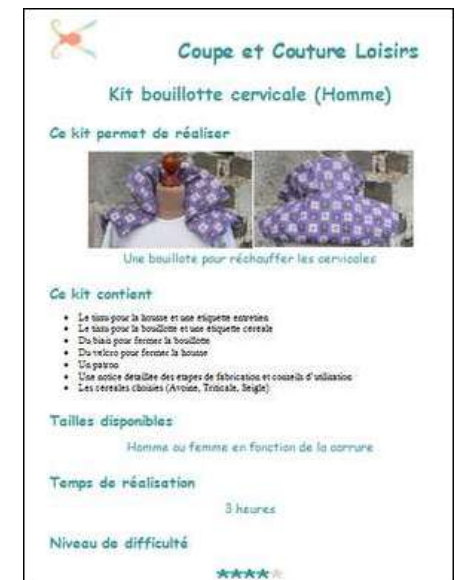 Coupe et Couture Loisirs
Kit bouillotte cervicale (Homme)
Ce kit permet de réaliser
Une bouillote pour réchauffer les cervicales
Ce kit contient
Le tissu pour la housse et une étiquette entretien
Le tissu pour la bouillotte et une étiquette céréale
Du biais pour fermer la bouillotte
Du velcro pour fermer la housse
Un patron
Une notice détaillée des étapes de fabrication et conseils d'utilisation
Les céréales choisies (Avoine, Triticale, Seigle)
Tailles disponibles
Homme ou femme en fonction de la carrure
Temps de réalisation
3 heures
Niveau de difficulté